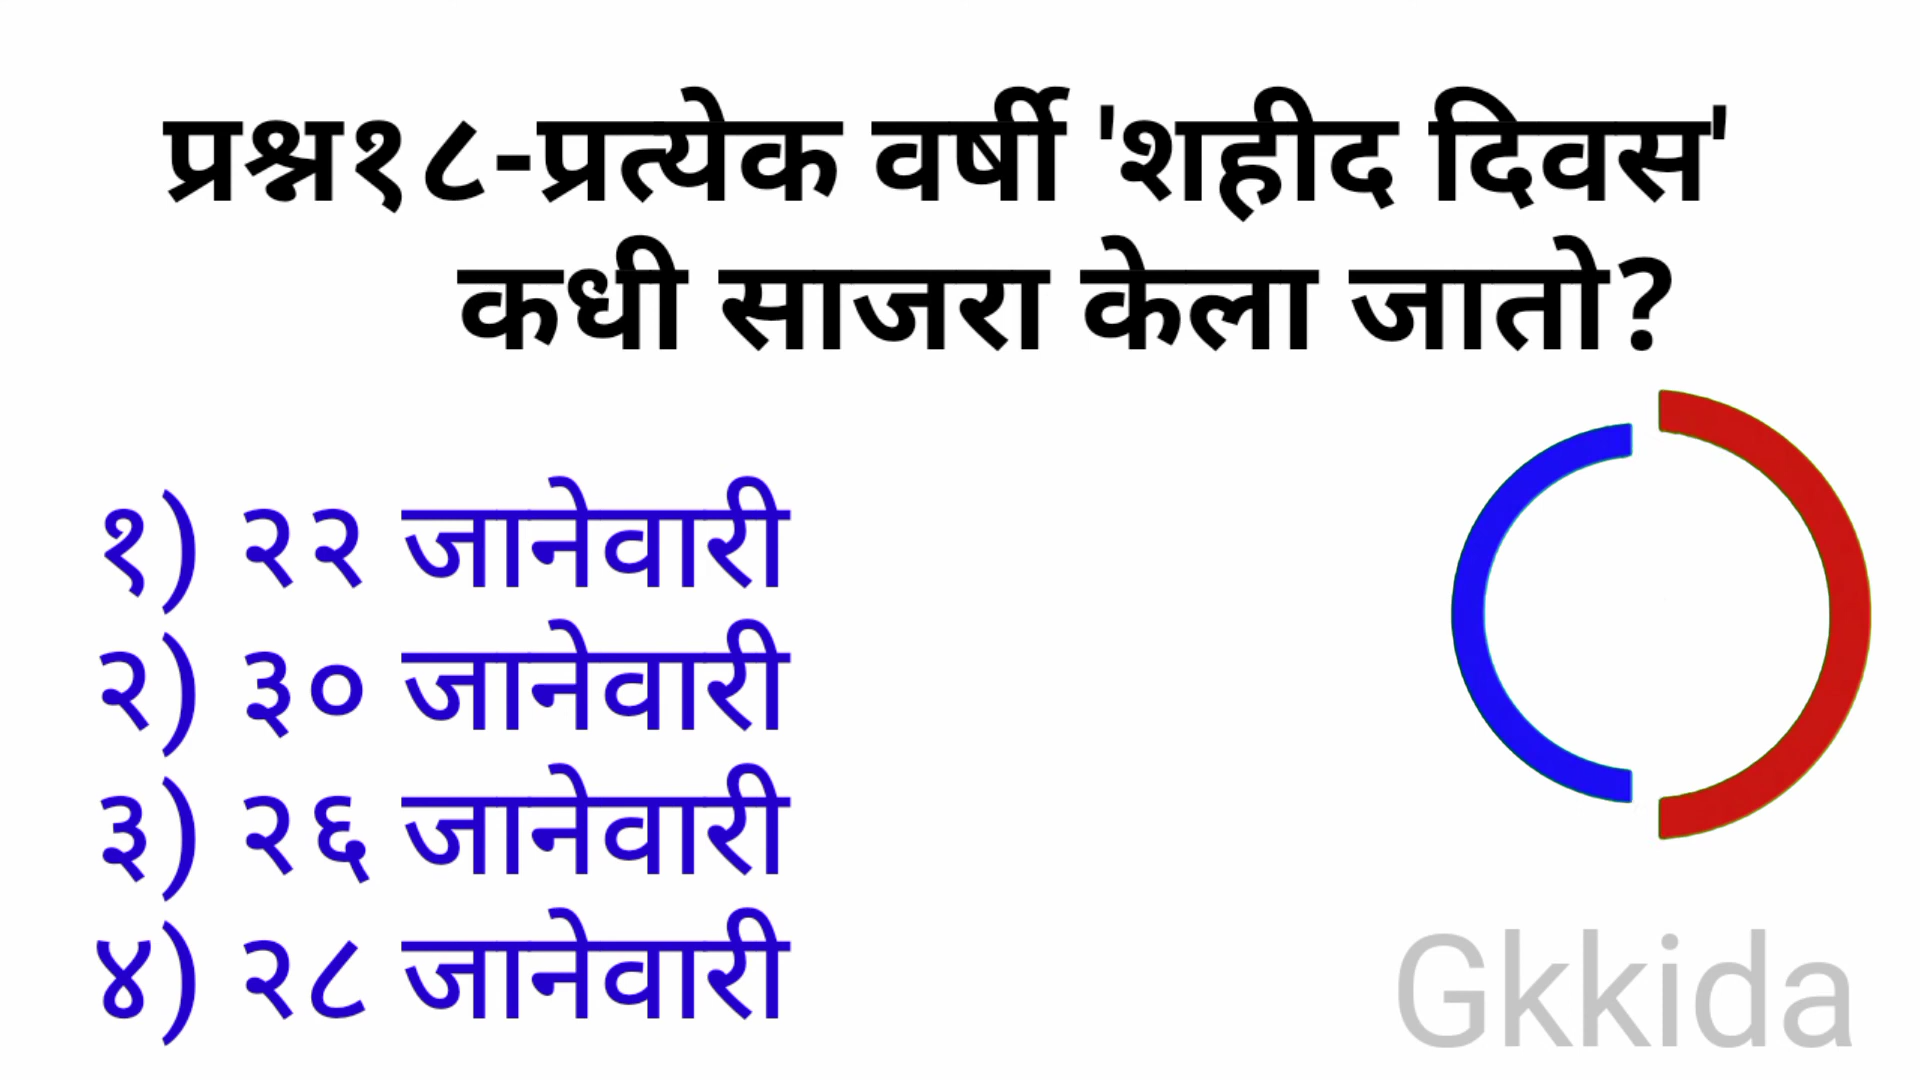 प्रश्न१८-प्रत्येक वर्षी 'शहीद दिवस'
कधी साजरा केला जातो?
१) २२ जानेवारी
२) ३० जानेवारी
३) २६ जानेवारी
४) २८ जानेवारी
Gkkida